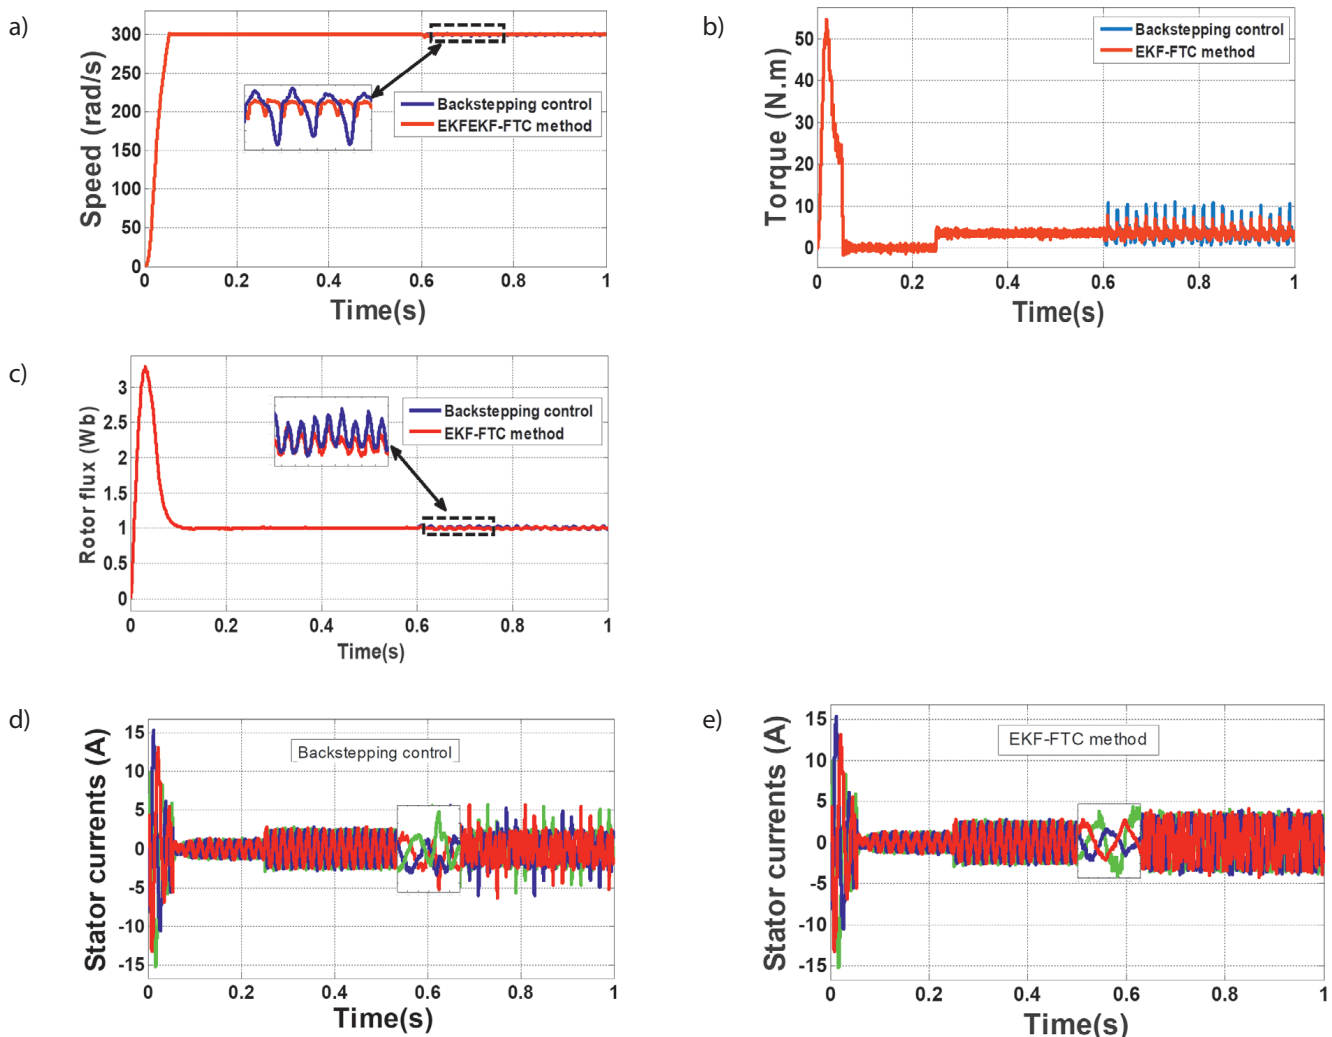 a)
Speed (rad/s)
300
250
200
150
100
50
0
Backstepping control
EKFEKF-FTC method
0 0.2 0.4 0.6 0.8 1
Time(s)
b)
Torque (N.m)
50
40
30
20
10
0
Backstepping control
EKF-FTC method
0 0.2 0.4 0.6 0.8 1
Time(s)
c)
Rotor flux (Wb)
3
2.5
2
1.5
1
0.5
0
Backstepping control
EKF-FTC method
0 0.2 0.4 0.6 0.8 1
Time(s)
d)
Stator currents (A)
15
10
5
0
-5
-10
-15
Backstepping control
0 0.2 0.4 0.6 0.8 1
Time(s)
e)
Stator currents (A)
15
10
5
0
-5
-10
-15
EKF-FTC method
0 0.2 0.4 0.6 0.8 1
Time(s)